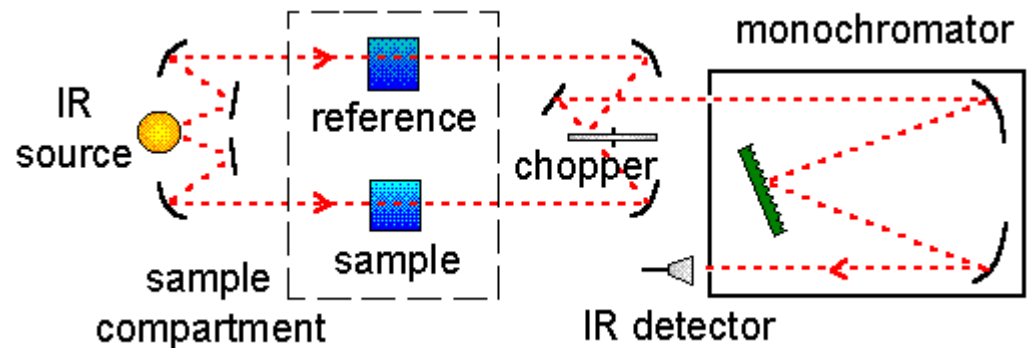 monochromator
IR
source
reference
chopper
sample
sample
compartment
IR detector